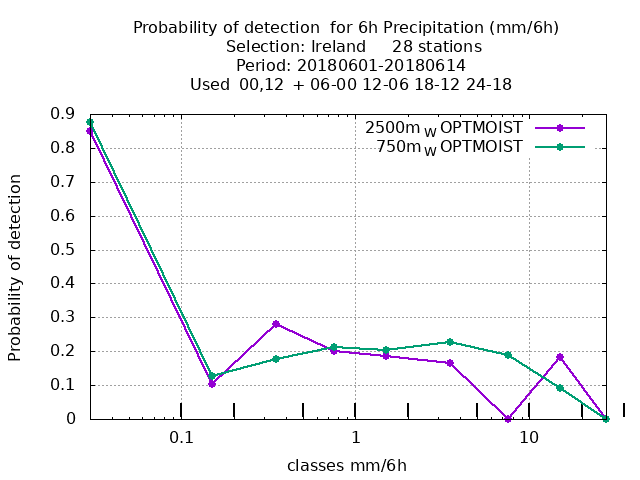 Probability of detection  for 6h Precipitation (mm/6h)
Selection: Ireland     28 stations
Period: 20180601-20180614
Used  00,12  + 06-00 12-06 18-12 24-18
2500m W OPTMOIST
750m W OPTMOIST
0.9
0.8
0.7
0.6
0.5
0.4
0.3
0.2
0.1
0
Probability of detection
0.1 1 10
classes mm/6h